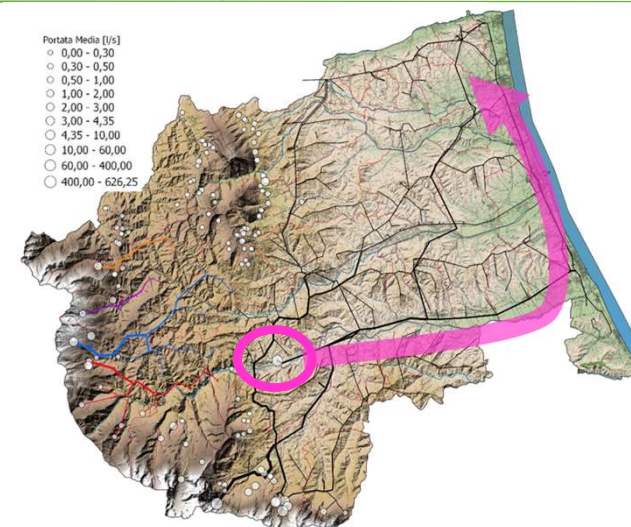 Portata Media [l/s]
0,00 - 0,30
0,30 - 0,50
0,50 - 1,00
1,00 - 2,00
2,00 - 3,00
3,00 - 4,35
4,35 - 10,00
10,00 - 60,00
60,00 - 400,00
400,00 - 626,25